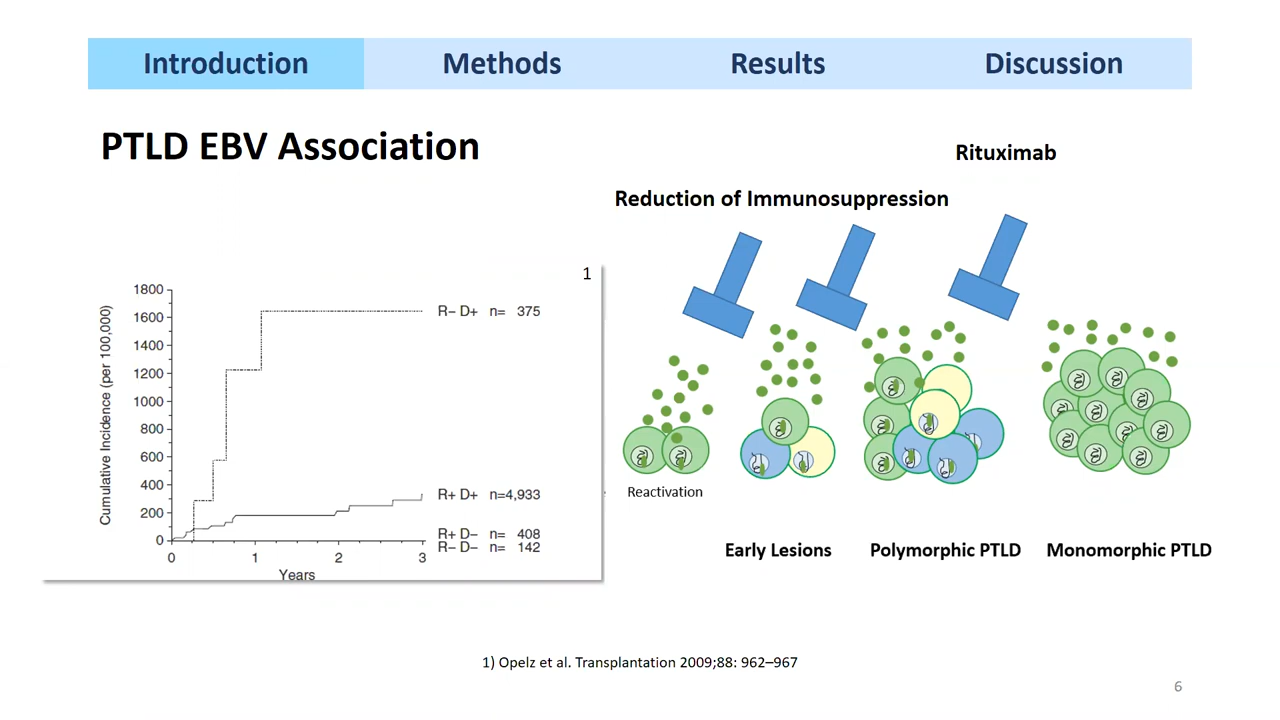 Introduction Methods Results Discussion
PTLD EBV Association
Rituximab
Reduction of Immunosuppression
1
Cumulative Incidence (per 100,000)
1800
1600
1400
1200
1000
800
600
400
200
0
0 1 2 3
Years
R− D+ n= 375
R+ D+ n=4,933
R+ D− n= 408
R− D− n= 142
Reactivation
Early Lesions Polymorphic PTLD Monomorphic PTLD
1) Opelz et al. Transplantation 2009;88: 962–967
6